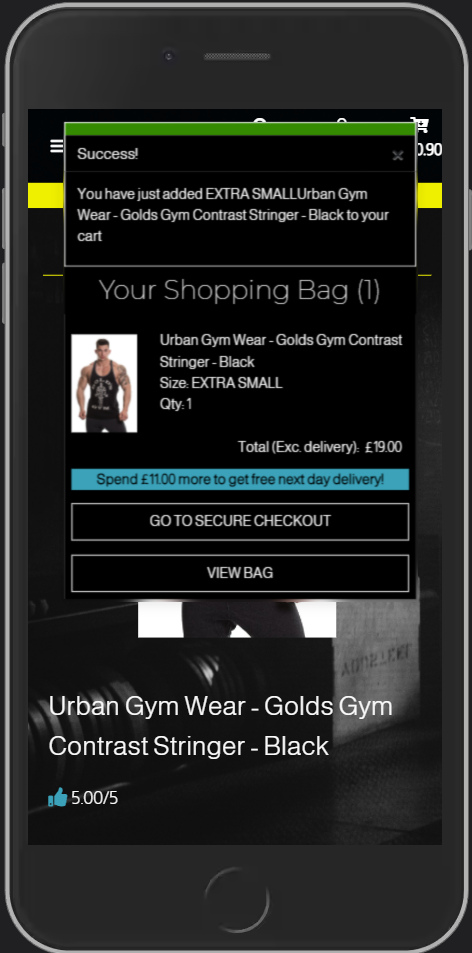 0.90
Success!
You have just added EXTRA SMALLUrban Gym
Wear - Golds Gym Contrast Stringer - Black to your
cart
Your Shopping Bag (1)
Urban Gym Wear - Golds Gym Contrast
Stringer - Black
Size: EXTRA SMALL
Qty: 1
Total (Exc. delivery): £19.00
Spend £11.00 more to get free next day delivery!
GO TO SECURE CHECKOUT
VIEW BAG
Urban Gym Wear - Golds Gym
Contrast Stringer - Black
5.00/5